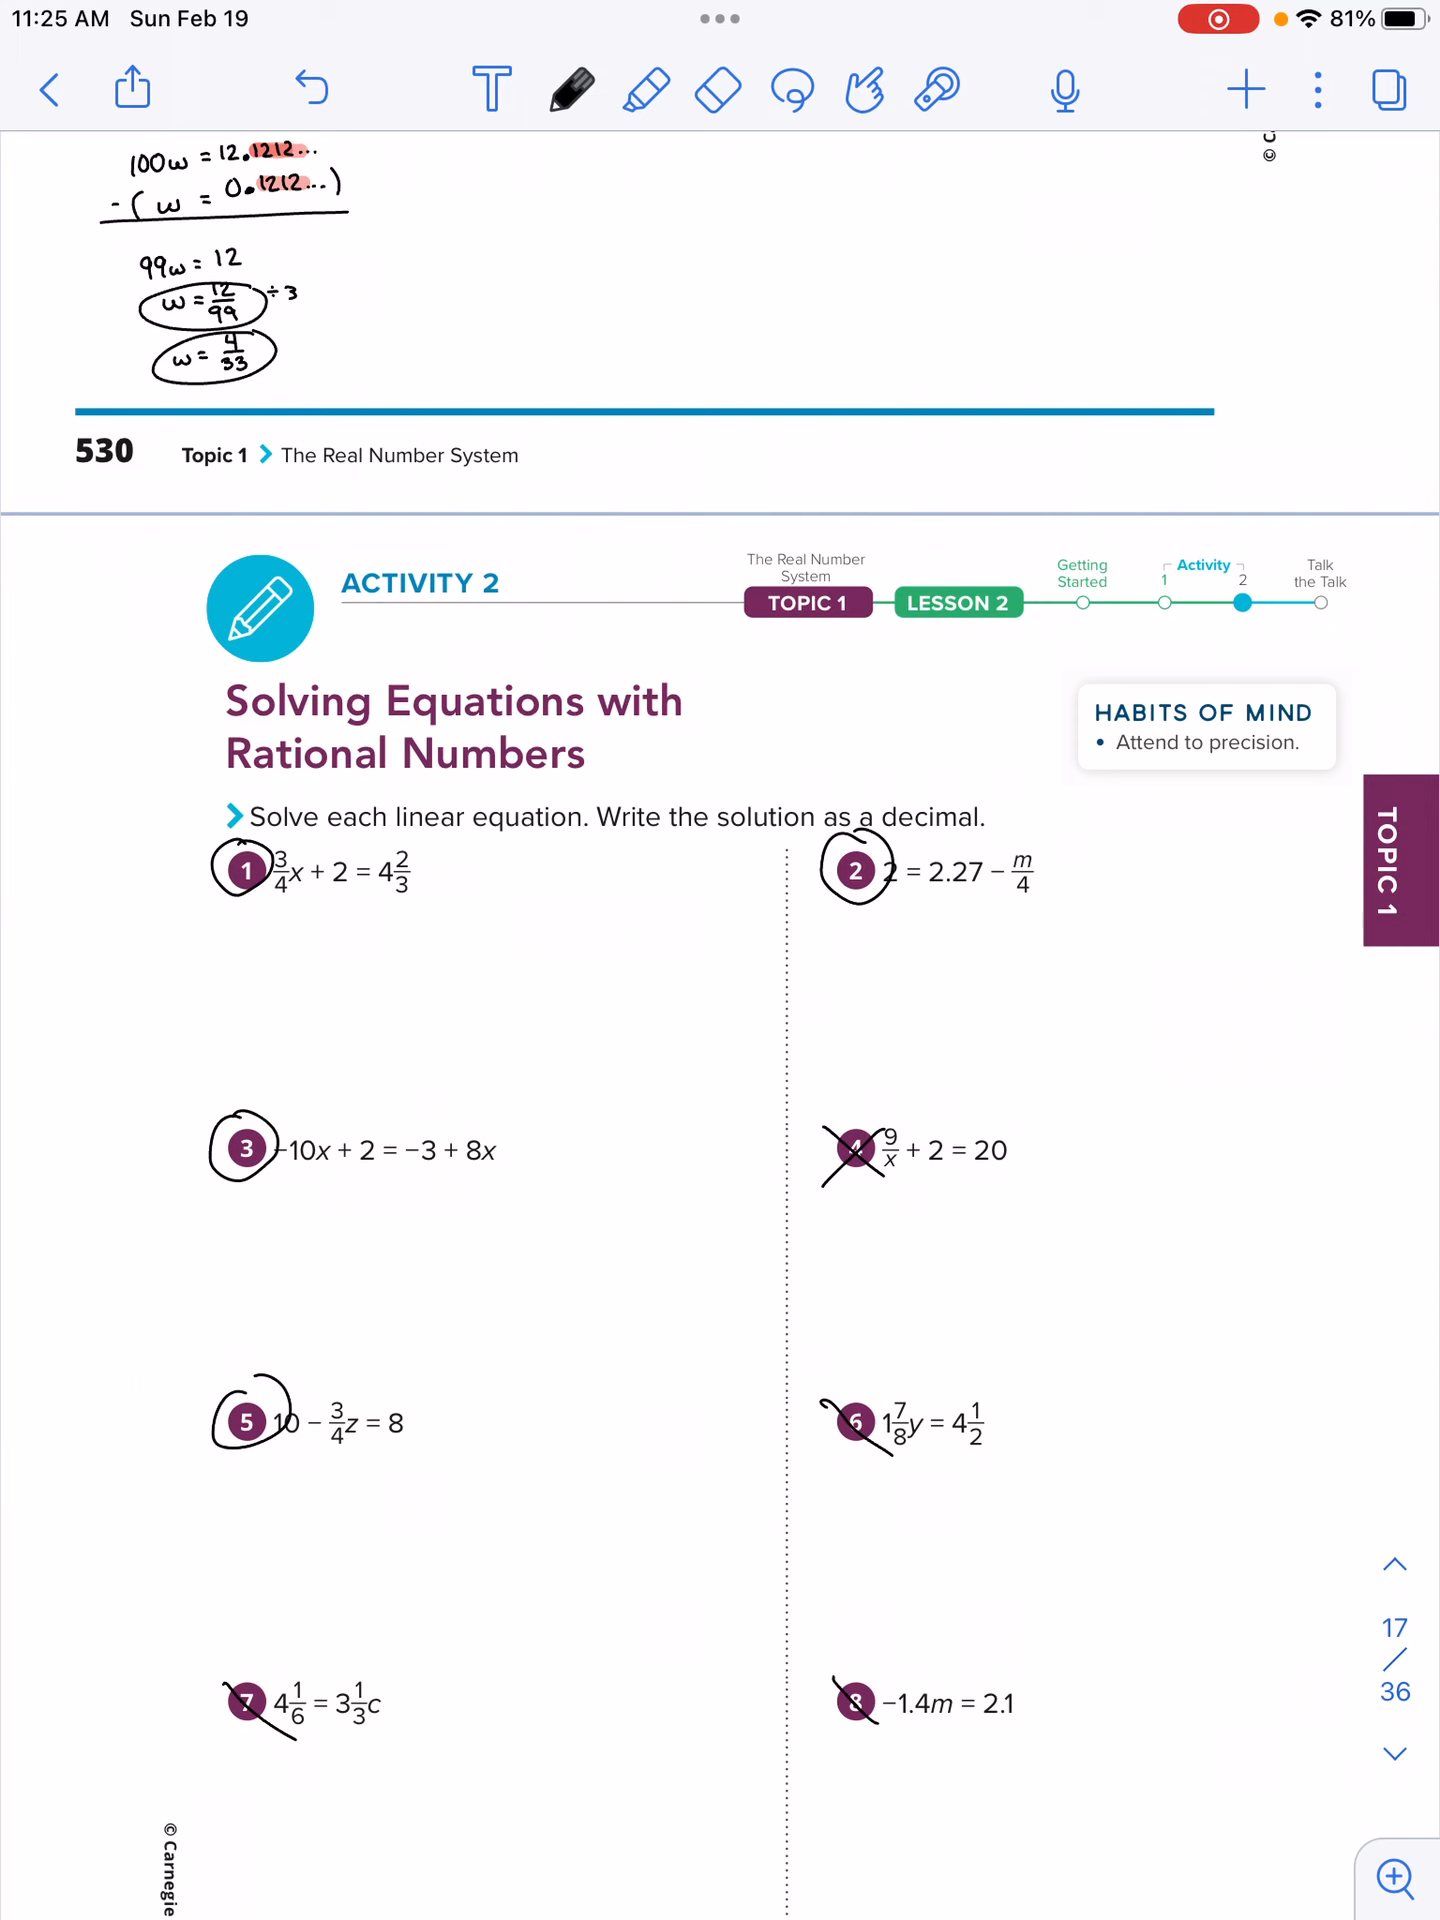 11:25 AM Sun Feb 19
81%
100w = 12.1212...
-( w = 0.1212...)
99w = 12
w = 12/99 ÷3
w = 4/33
530 Topic 1 > The Real Number System
ACTIVITY 2
The Real Number
System
TOPIC 1
LESSON 2
Getting
Started
Activity
1 2
Talk
the Talk
Solving Equations with
Rational Numbers
HABITS OF MIND
• Attend to precision.
TOPIC 1
Solve each linear equation. Write the solution as a decimal.
1 3/4x + 2 = 4 2/3
2 2 = 2.27 − m/4
3 −10x + 2 = −3 + 8x
4 9/x + 2 = 20
5 10 − 3/4z = 8
6 1 7/8y = 4 1/2
7 4 1/6 = 3 1/3c
8 −1.4m = 2.1
17
/
36
© Carnegie